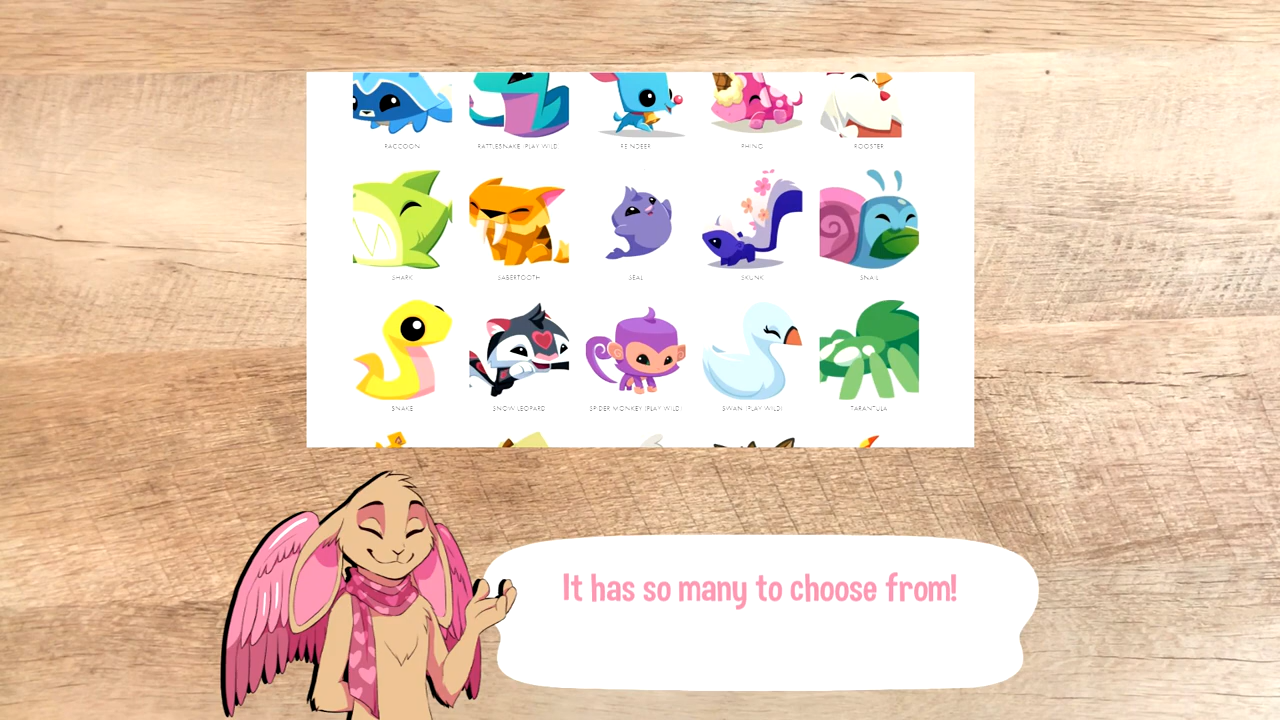 RACCOON RATTLESNAKE (PLAY WILD) REINDEER RHINO ROOSTER
SHARK SABERTOOTH SEAL SKUNK SNAIL
SNAKE SNOW LEOPARD SPIDER MONKEY (PLAY WILD) SWAN (PLAY WILD) TARANTULA
It has so many to choose from!